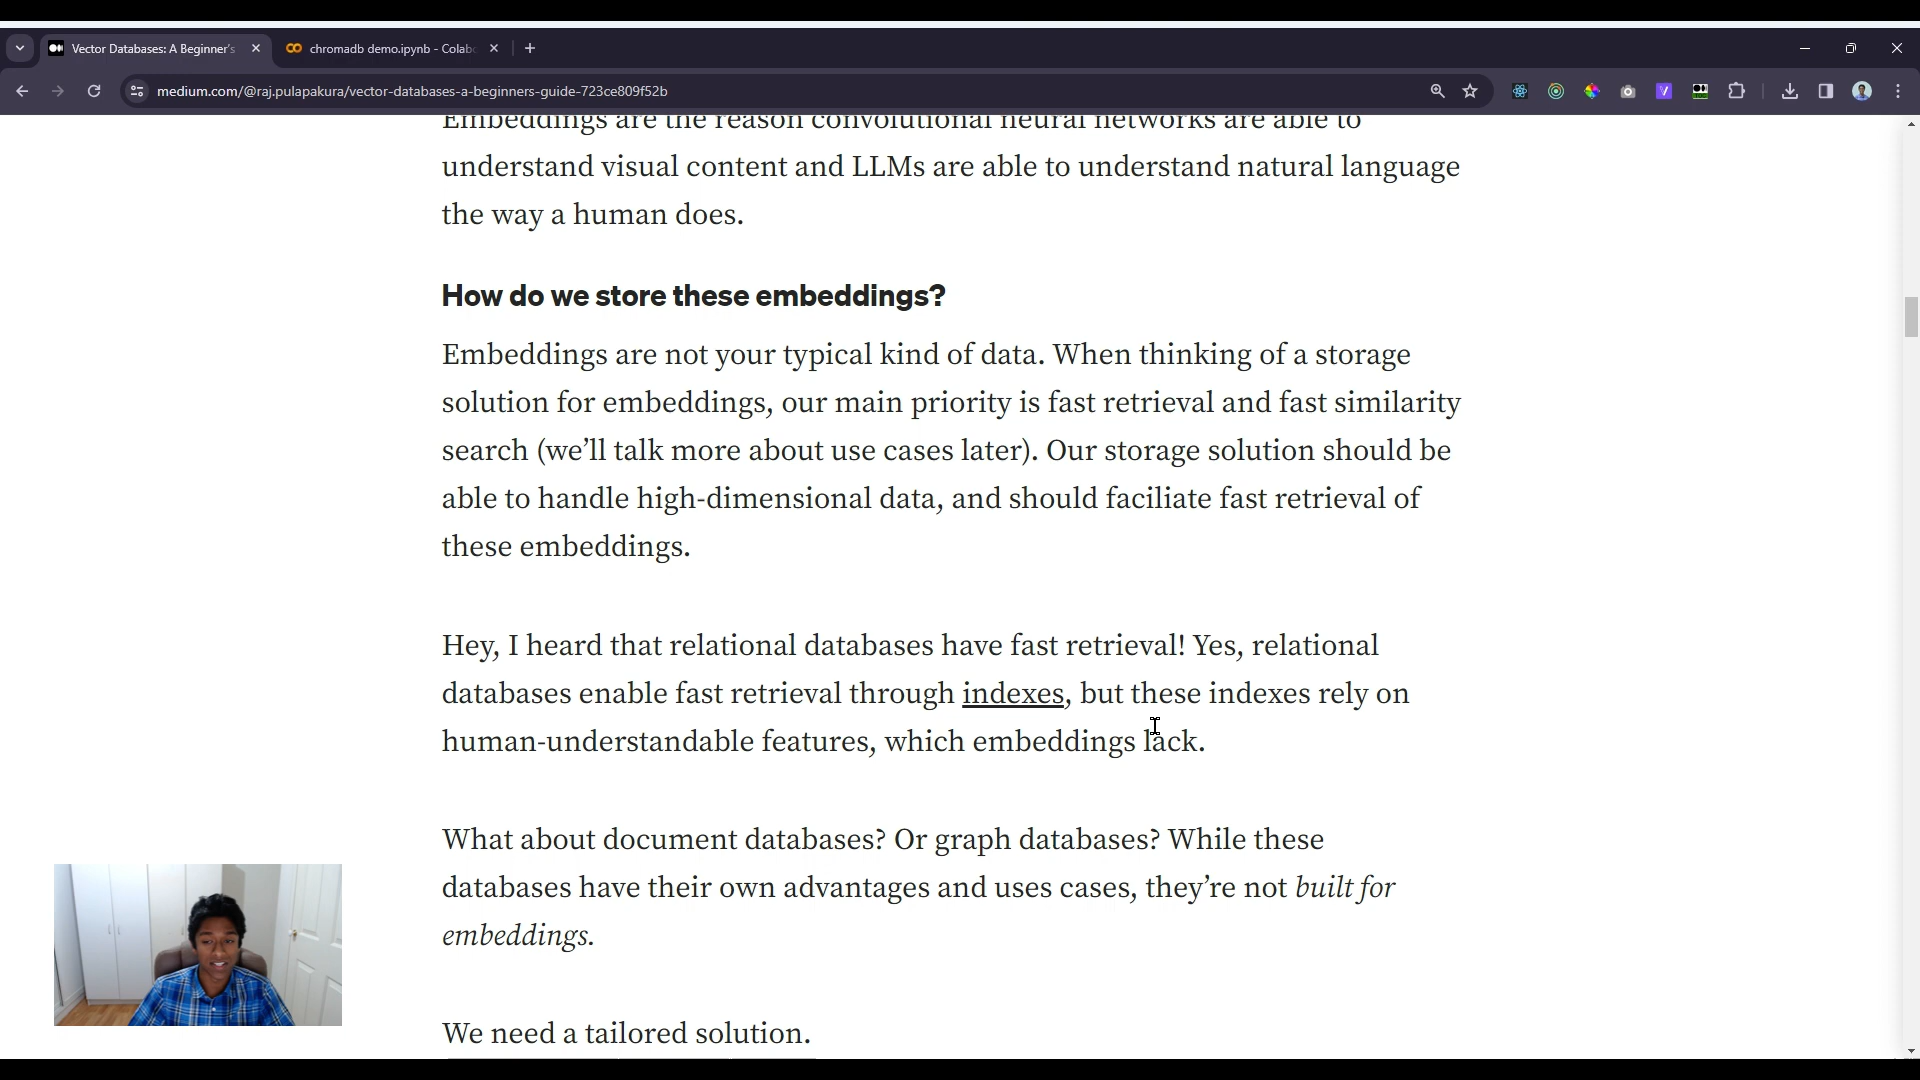 Vector Databases: A Beginner's
chromadb demo.ipynb - Colab
medium.com/@raj.pulapakura/vector-databases-a-beginners-guide-723ce809f52b
Embeddings are the reason convolutional neural networks are able to
understand visual content and LLMs are able to understand natural language
the way a human does.
How do we store these embeddings?
Embeddings are not your typical kind of data. When thinking of a storage
solution for embeddings, our main priority is fast retrieval and fast similarity
search (we’ll talk more about use cases later). Our storage solution should be
able to handle high-dimensional data, and should faciliate fast retrieval of
these embeddings.
Hey, I heard that relational databases have fast retrieval! Yes, relational
databases enable fast retrieval through indexes, but these indexes rely on
human-understandable features, which embeddings lack.
What about document databases? Or graph databases? While these
databases have their own advantages and uses cases, they’re not built for
embeddings.
We need a tailored solution.